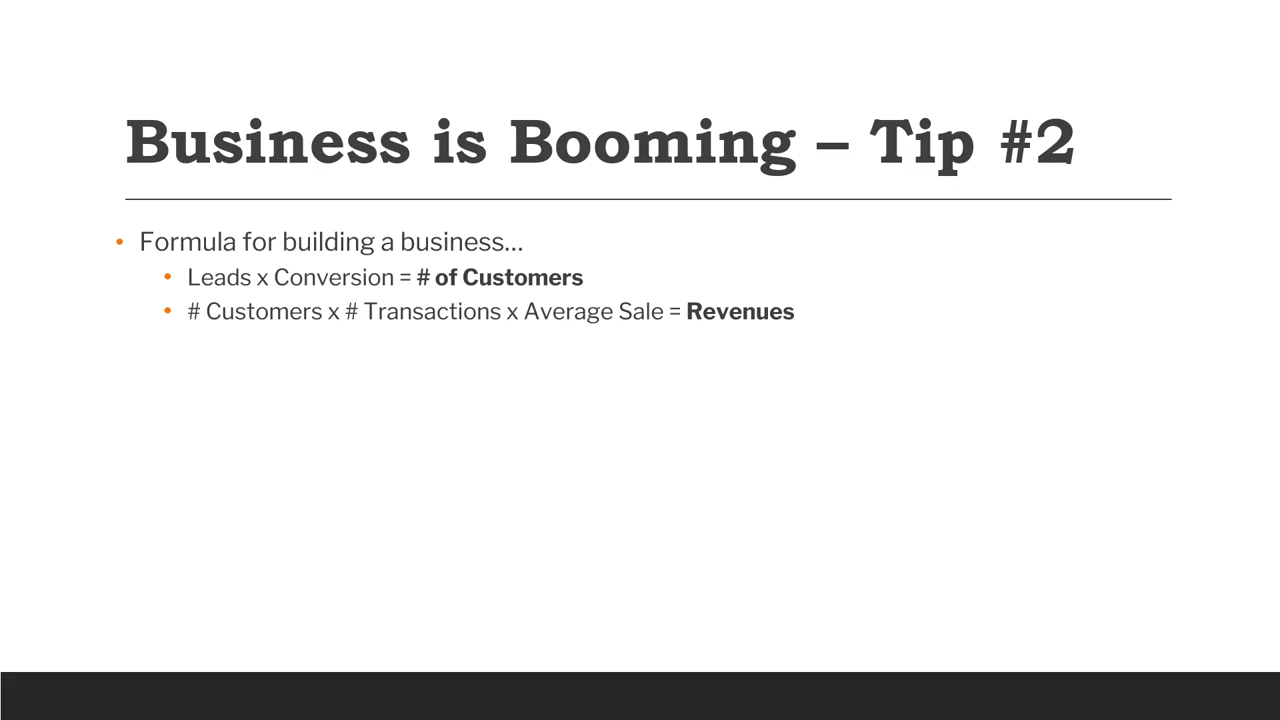 Business is Booming – Tip #2
• Formula for building a business…
• Leads x Conversion = # of Customers
• # Customers x # Transactions x Average Sale = Revenues